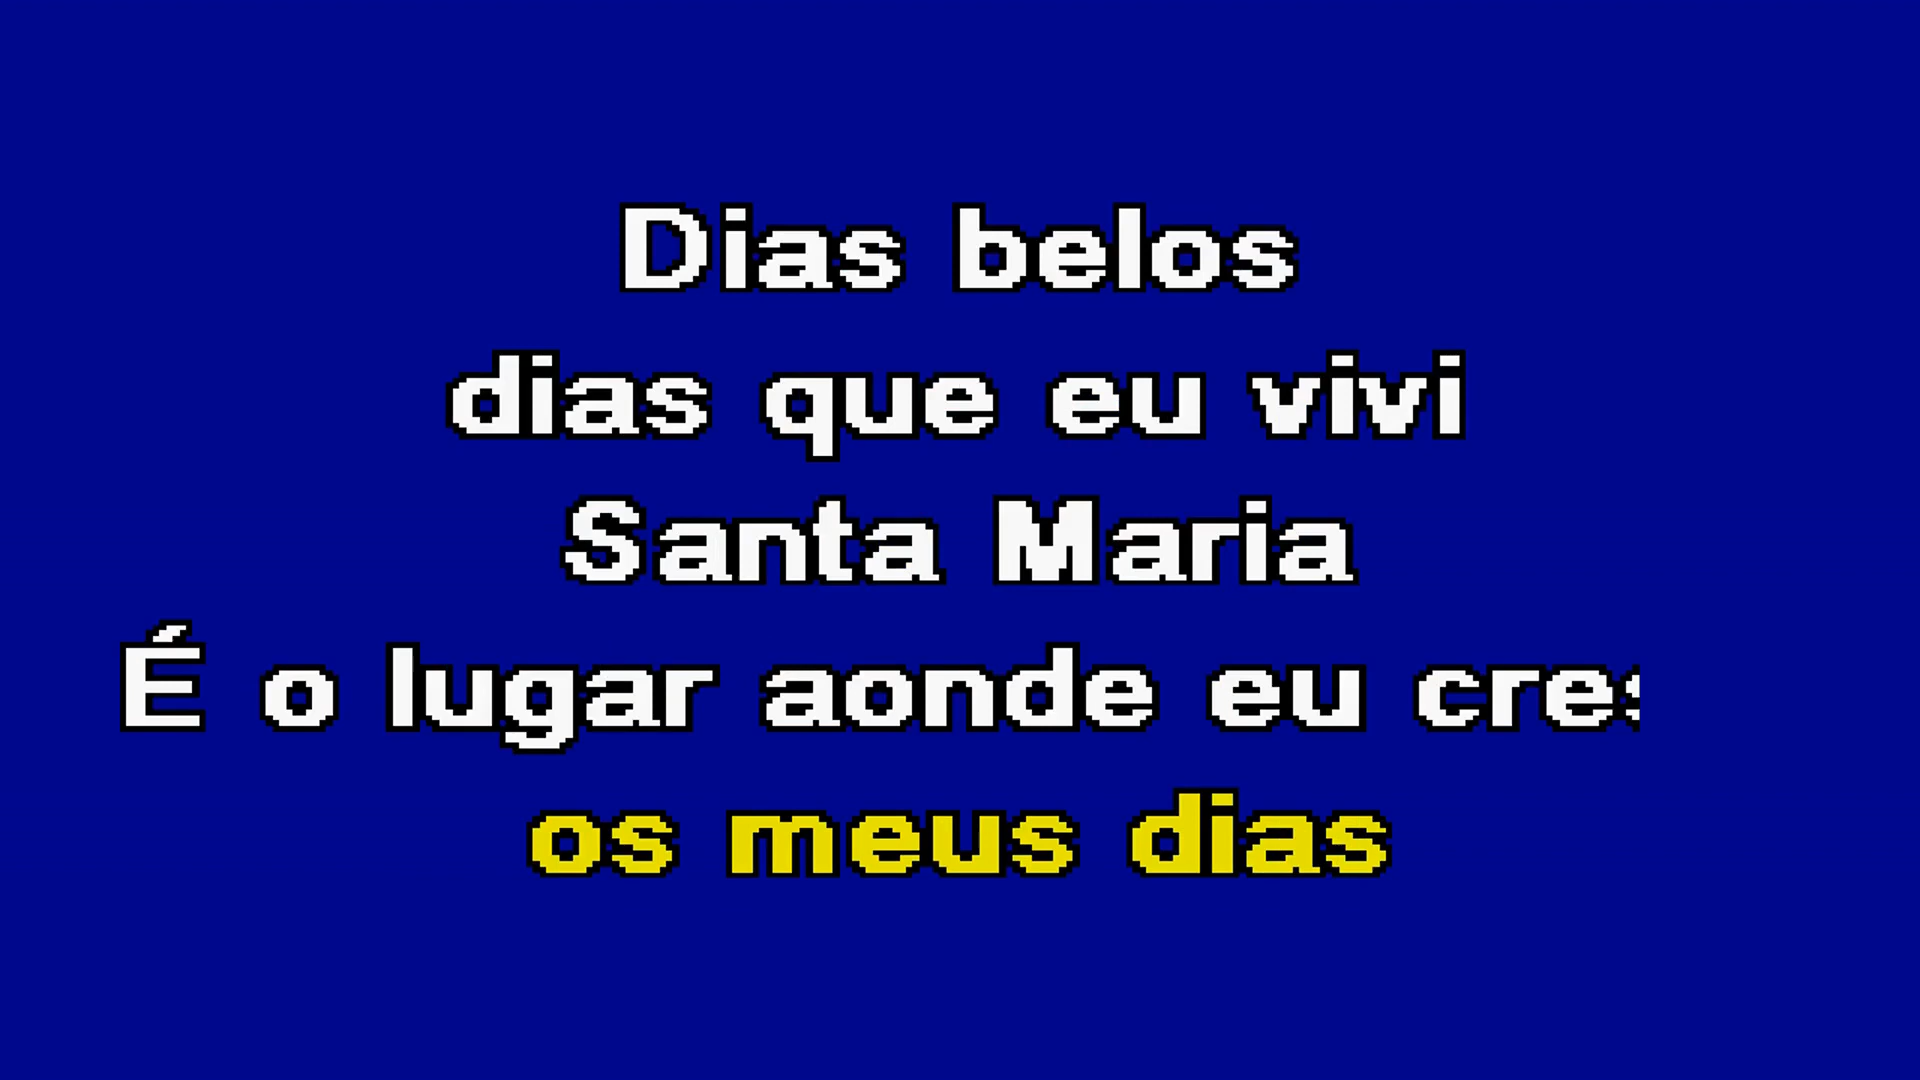 Dias belos
dias que eu vivi
Santa Maria
É o lugar aonde eu cres
os meus dias